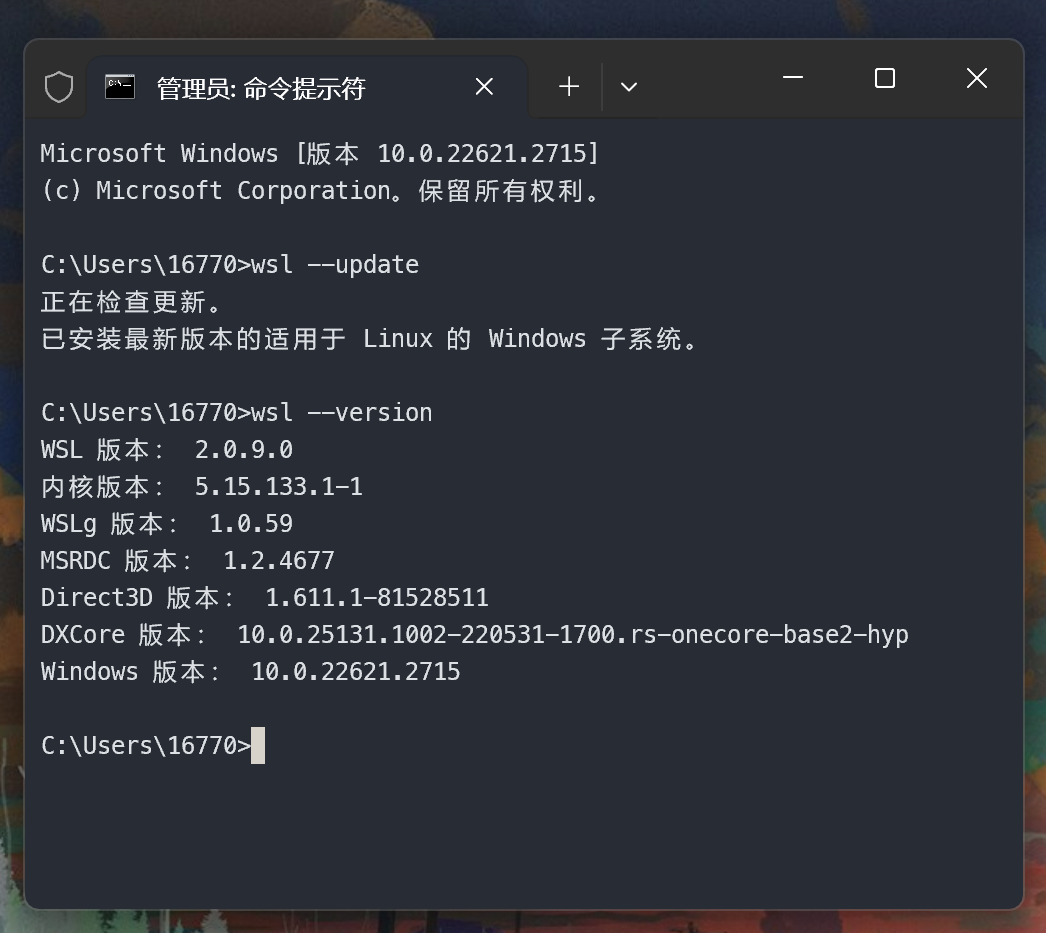 管理员: 命令提示符
Microsoft Windows [版本 10.0.22621.2715]
(c) Microsoft Corporation。保留所有权利。
C:\Users\16770>wsl --update
正在检查更新。
已安装最新版本的适用于 Linux 的 Windows 子系统。
C:\Users\16770>wsl --version
WSL 版本： 2.0.9.0
内核版本： 5.15.133.1-1
WSLg 版本： 1.0.59
MSRDC 版本： 1.2.4677
Direct3D 版本： 1.611.1-81528511
DXCore 版本： 10.0.25131.1002-220531-1700.rs-onecore-base2-hyp
Windows 版本： 10.0.22621.2715
C:\Users\16770>